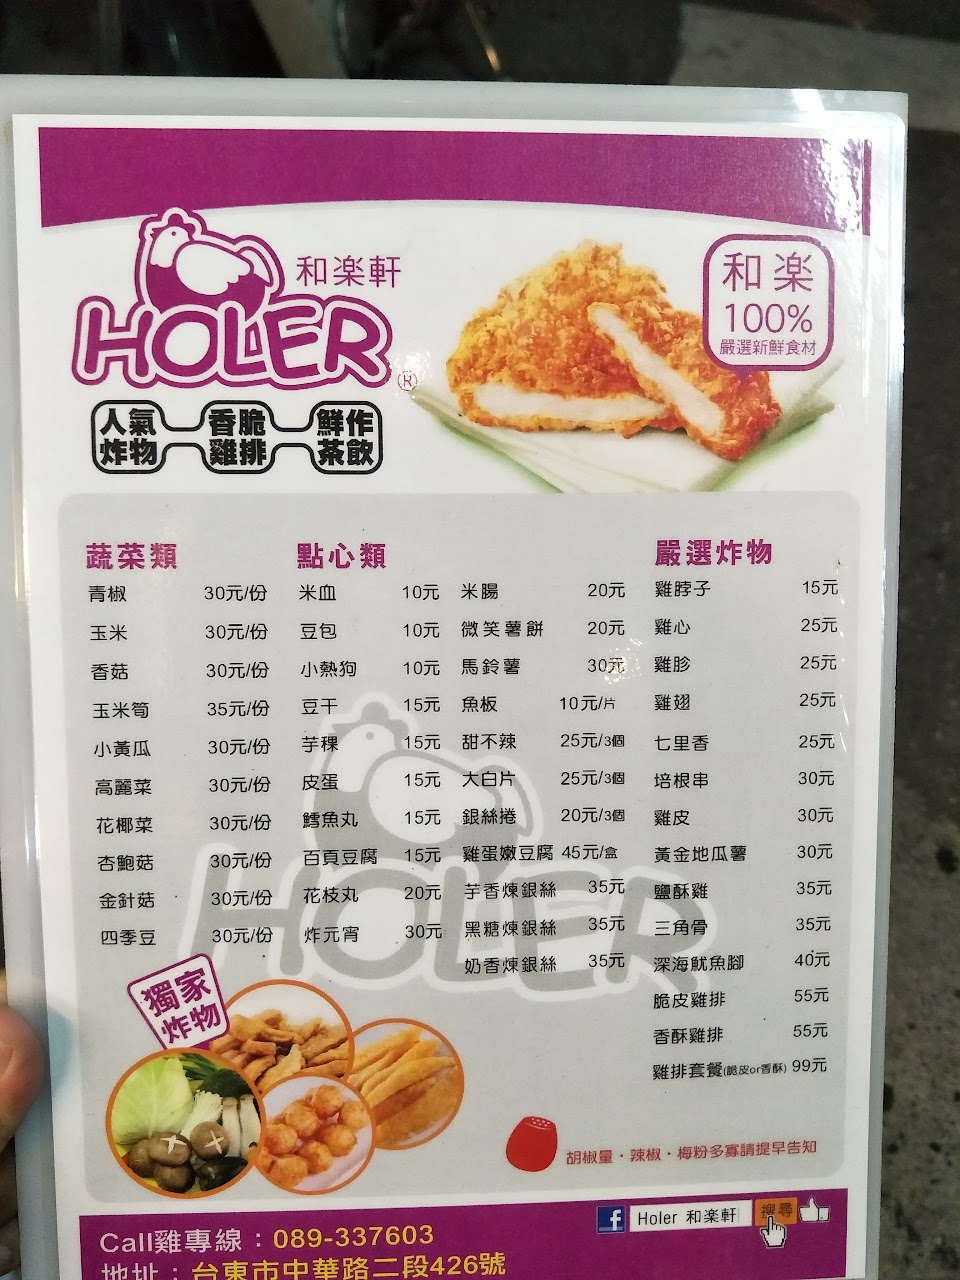 和楽軒
HOLER®
人氣炸物 香脆雞排 鮮作茶飲
和楽
100%
嚴選新鮮食材
蔬菜類
青椒 30元/份
玉米 30元/份
香菇 30元/份
玉米筍 35元/份
小黃瓜 30元/份
高麗菜 30元/份
花椰菜 30元/份
杏鮑菇 30元/份
金針菇 30元/份
四季豆 30元/份
點心類
米血 10元
豆包 10元
小熱狗 10元
豆干 15元
芋粿 15元
皮蛋 15元
鱈魚丸 15元
百頁豆腐 15元
花枝丸 20元
炸元宵 30元
米腸 20元
微笑薯餅 20元
馬鈴薯 30元
魚板 10元/片
甜不辣 25元/3個
大白片 25元/3個
銀絲捲 20元/3個
雞蛋嫩豆腐 45元/盒
芋香煉銀絲 35元
黑糖煉銀絲 35元
奶香煉銀絲 35元
嚴選炸物
雞脖子 15元
雞心 25元
雞胗 25元
雞翅 25元
七里香 25元
培根串 30元
雞皮 30元
黃金地瓜薯 30元
鹽酥雞 35元
三角骨 35元
深海魷魚腳 40元
脆皮雞排 55元
香酥雞排 55元
雞排套餐(脆皮or香酥) 99元
HOLER
獨家
炸物
胡椒量・辣椒・梅粉多寡請提早告知
f Holer 和楽軒 搜尋
Call雞專線：089-337603
地址：台東市中華路二段426號